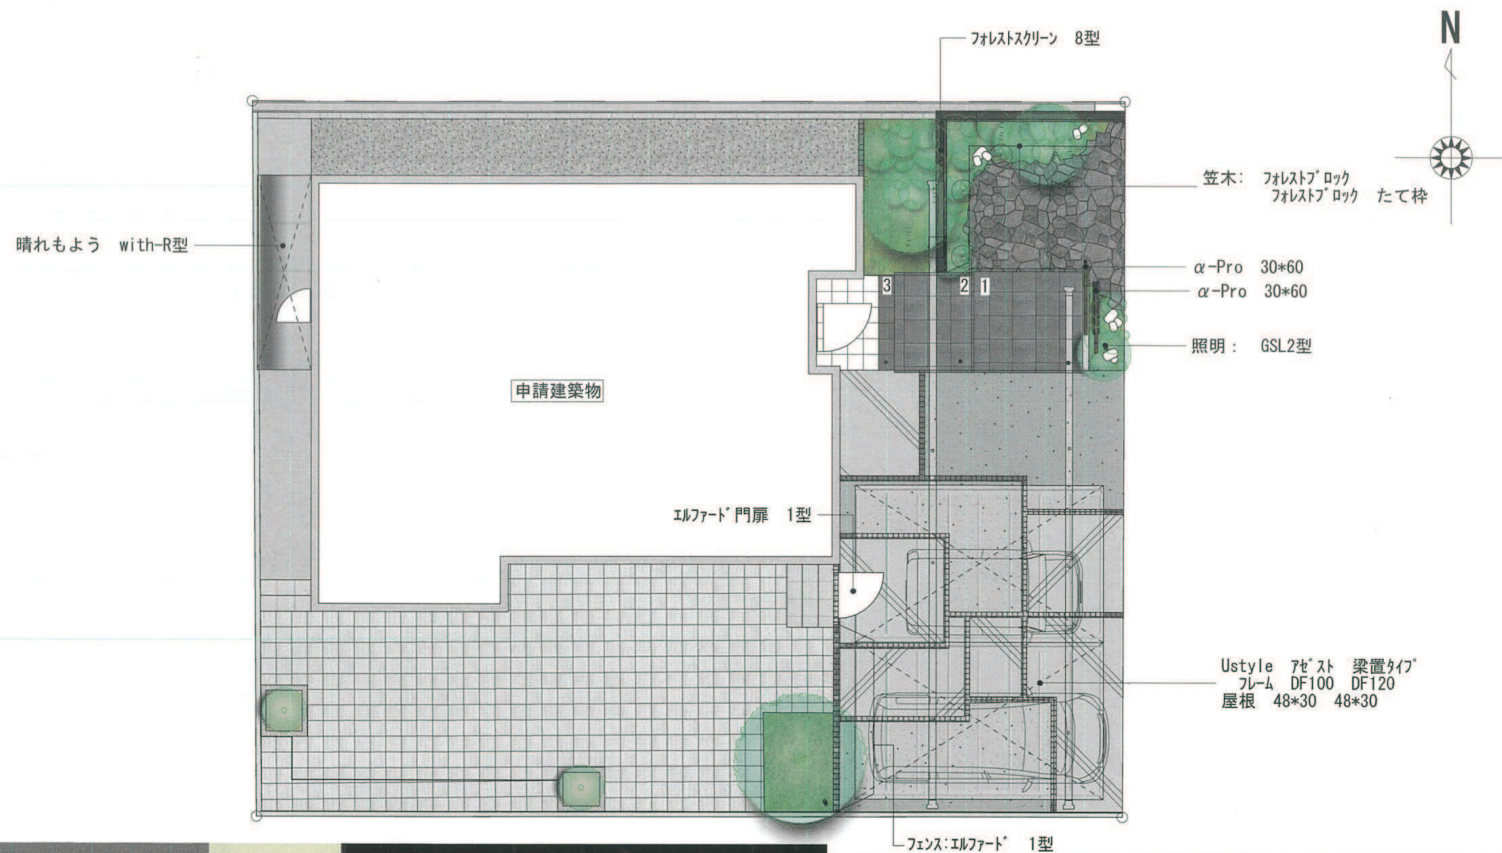 フォレストスクリーン 8型
N
笠木: フォレストブロック
フォレストブロック たて枠
晴れもよう with-R型
α-Pro 30*60
α-Pro 30*60
3
2
1
照明: GSL2型
申請建築物
エルファード門扉 1型
Ustyle アゼスト 梁置タイプ
フレーム DF100 DF120
屋根 48*30 48*30
フェンス:エルファード 1型